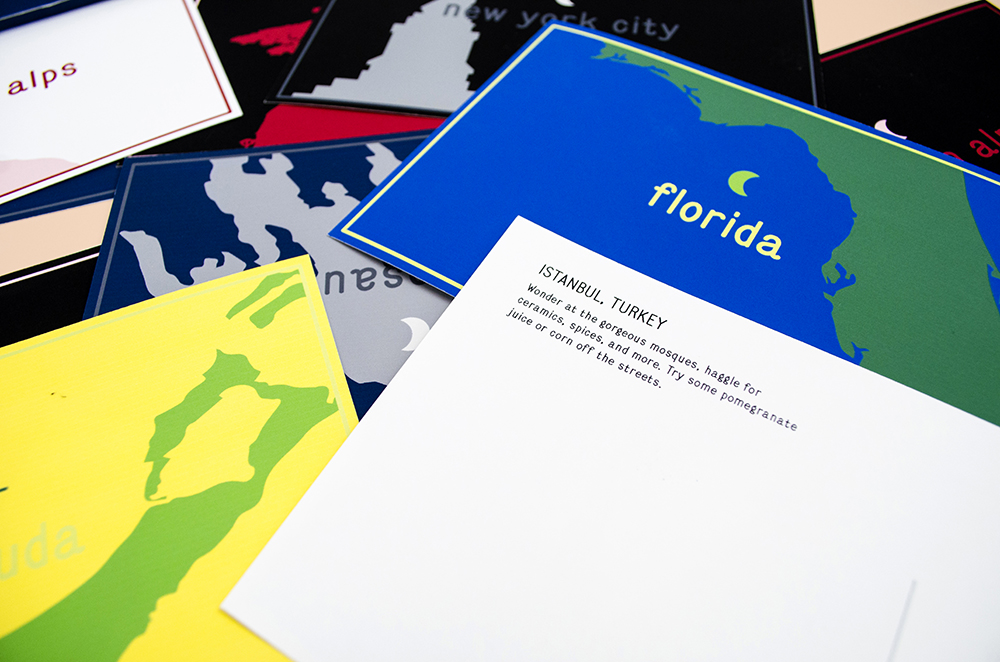 alps
new york city
florida
ISTANBUL, TURKEY
Wonder at the gorgeous mosques, haggle for
ceramics, spices, and more. Try some pomegranate
juice or corn off the streets.